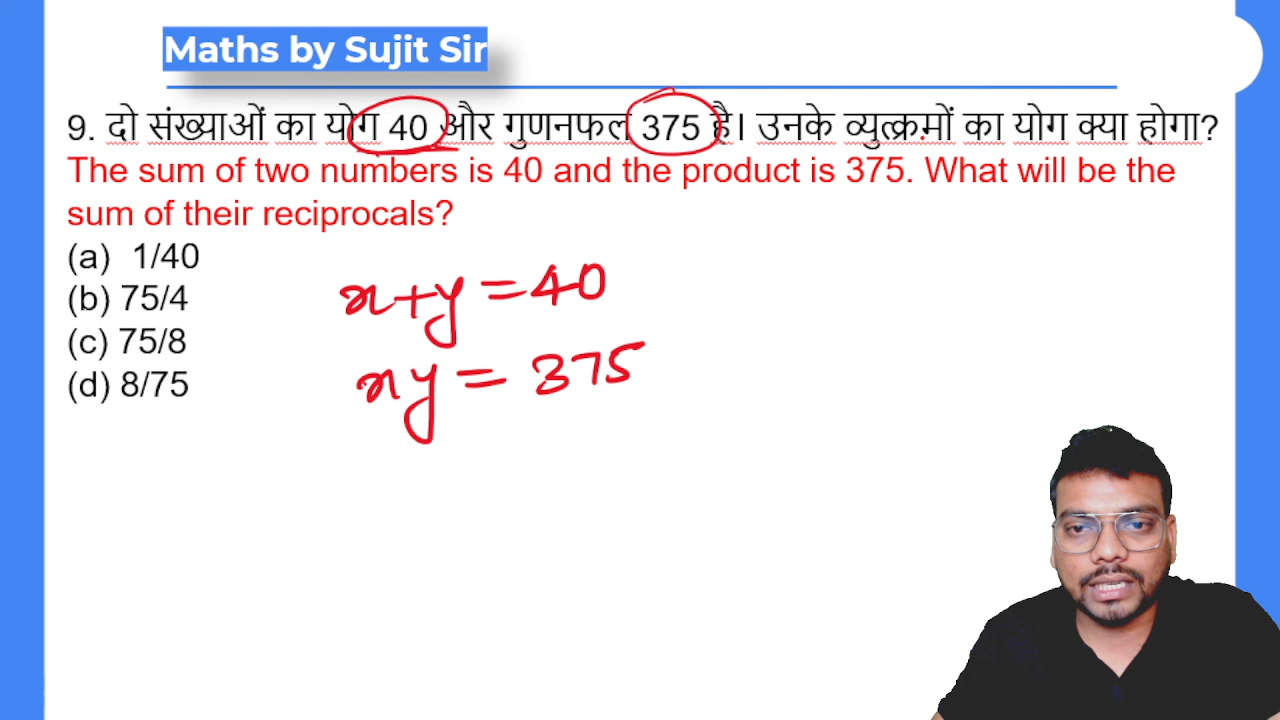 Maths by Sujit Sir
9. दो संख्याओं का योग 40 और गुणनफल 375 है। उनके व्युत्क्रमों का योग क्या होगा?
The sum of two numbers is 40 and the product is 375. What will be the
sum of their reciprocals?
(a) 1/40
(b) 75/4
(c) 75/8
(d) 8/75
x+y=40
xy=375